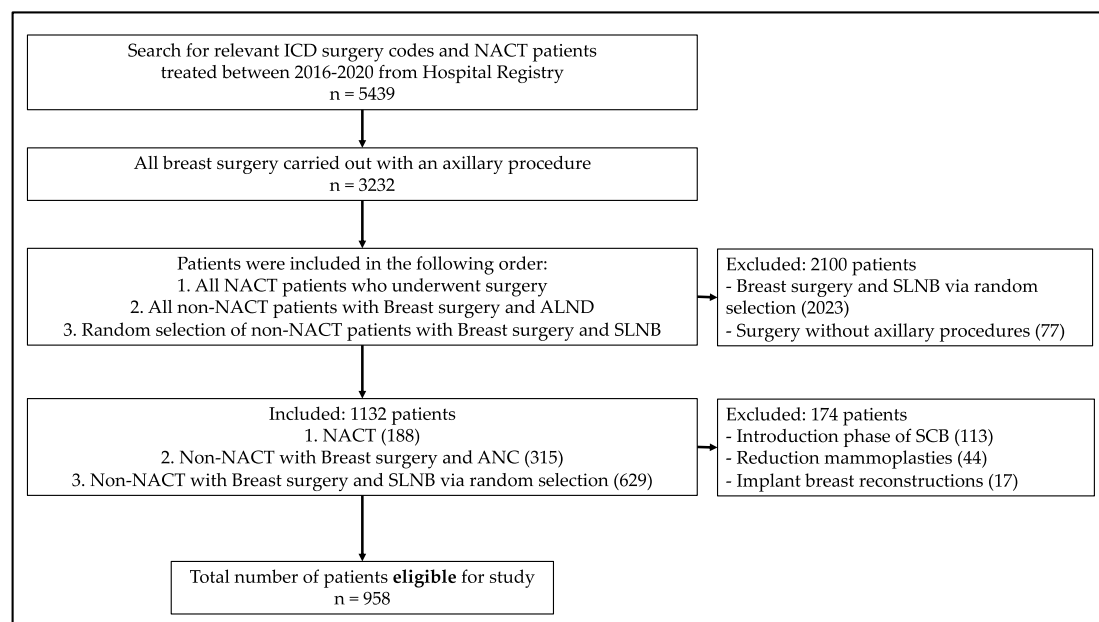 Search for relevant ICD surgery codes and NACT patients
treated between 2016-2020 from Hospital Registry
n = 5439
All breast surgery carried out with an axillary procedure
n = 3232
Patients were included in the following order:
1. All NACT patients who underwent surgery
2. All non-NACT patients with Breast surgery and ALND
3. Random selection of non-NACT patients with Breast surgery and SLNB
Excluded: 2100 patients
- Breast surgery and SLNB via random
selection (2023)
- Surgery without axillary procedures (77)
Included: 1132 patients
1. NACT (188)
2. Non-NACT with Breast surgery and ANC (315)
3. Non-NACT with Breast surgery and SLNB via random selection (629)
Excluded: 174 patients
- Introduction phase of SCB (113)
- Reduction mammoplasties (44)
- Implant breast reconstructions (17)
Total number of patients eligible for study
n = 958